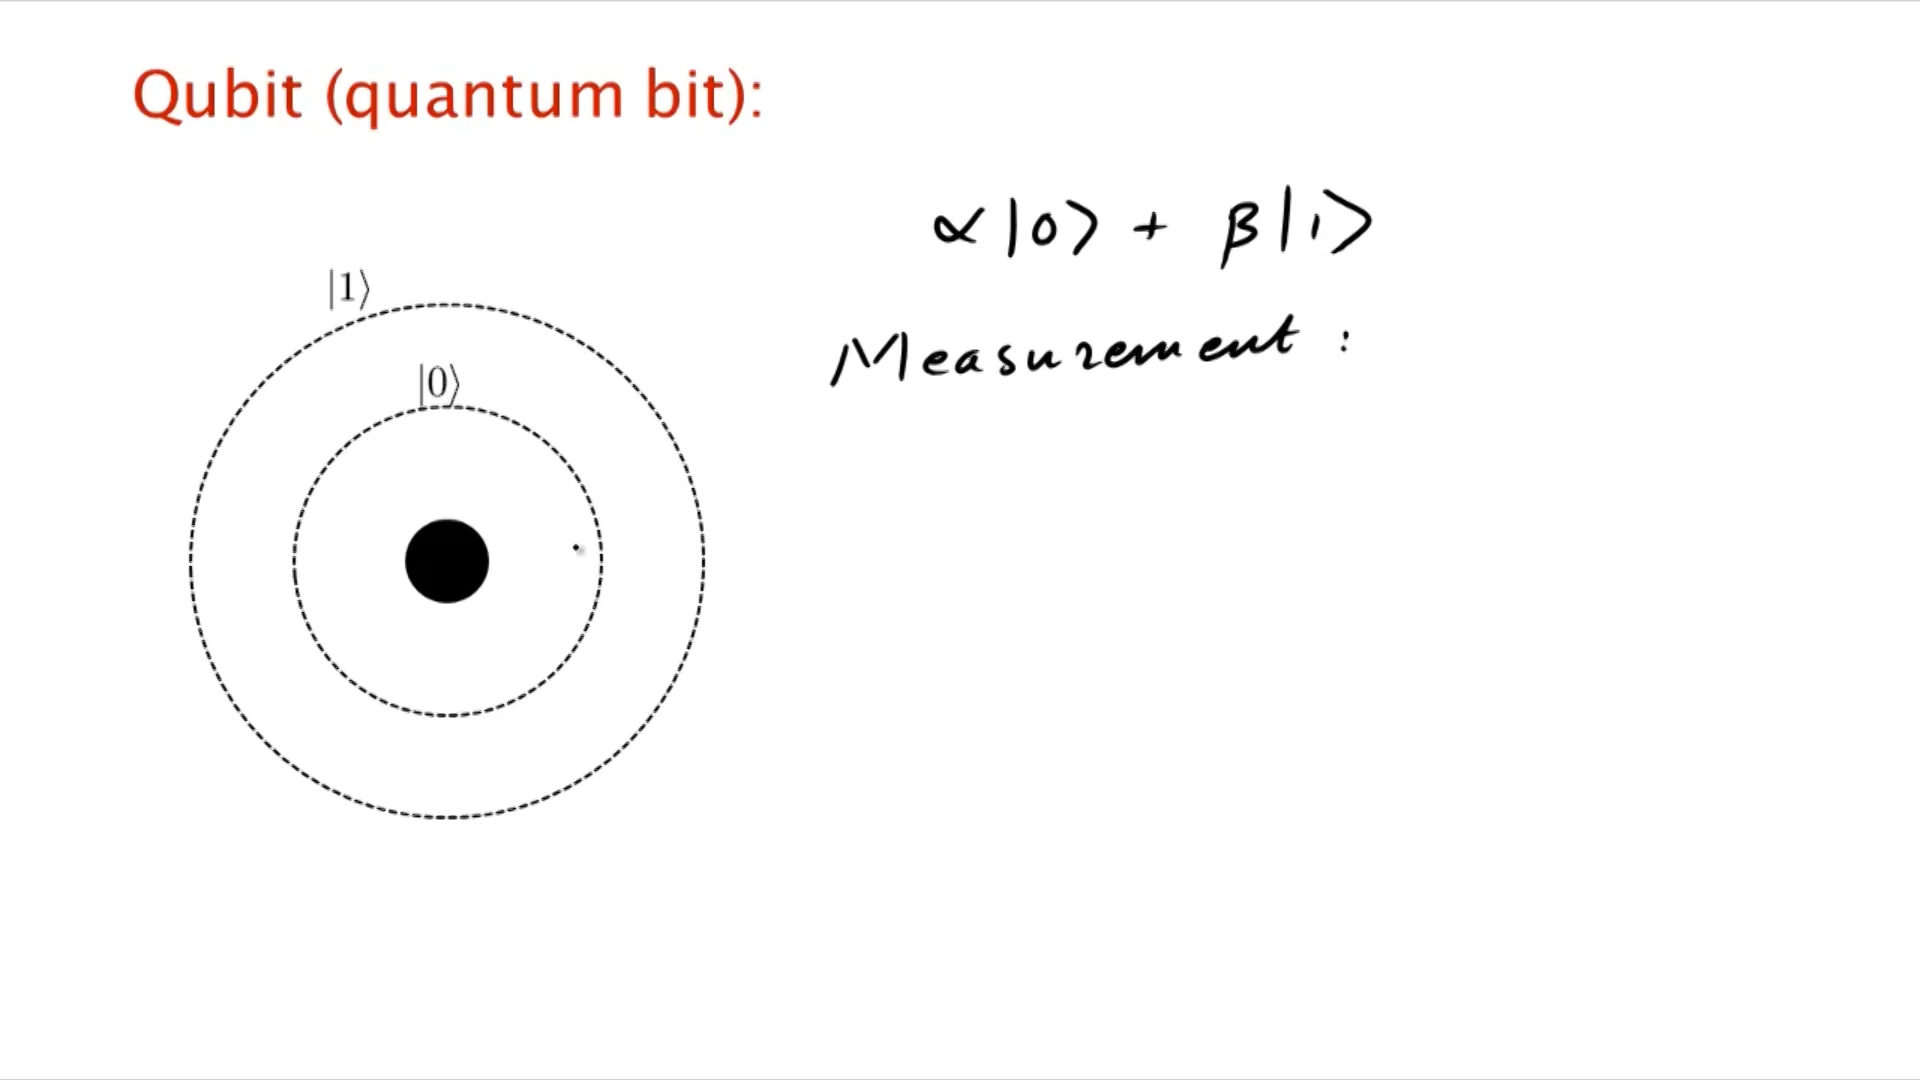 Qubit (quantum bit):
α|0⟩ + β|1⟩
Measurement :
|1⟩
|0⟩